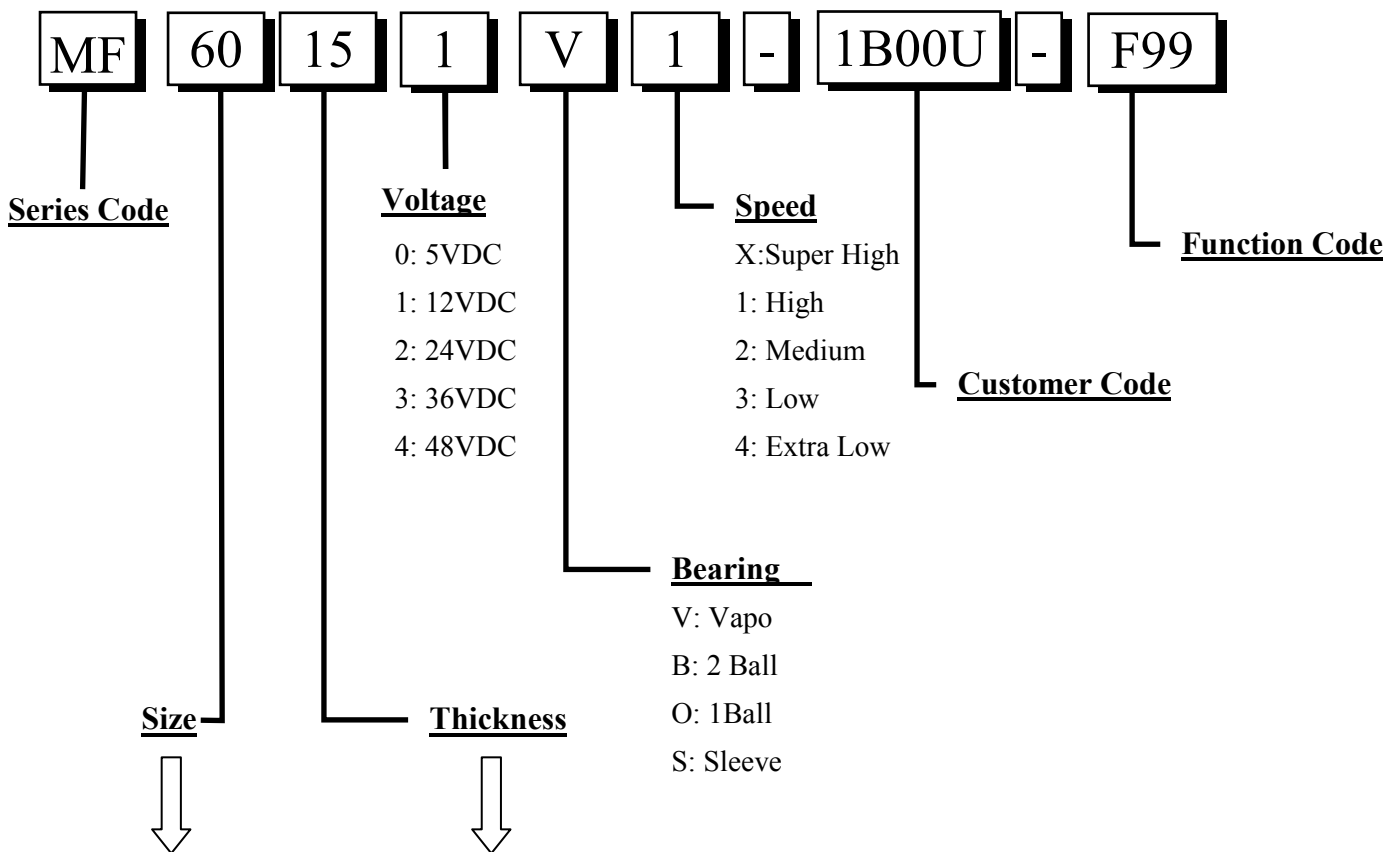 MF 60 15 1 V 1 - 1B00U - F99
Series Code
Voltage
0: 5VDC
1: 12VDC
2: 24VDC
3: 36VDC
4: 48VDC
Speed
X:Super High
1: High
2: Medium
3: Low
4: Extra Low
Function Code
Customer Code
Bearing
V: Vapo
B: 2 Ball
O: 1Ball
S: Sleeve
Size
Thickness